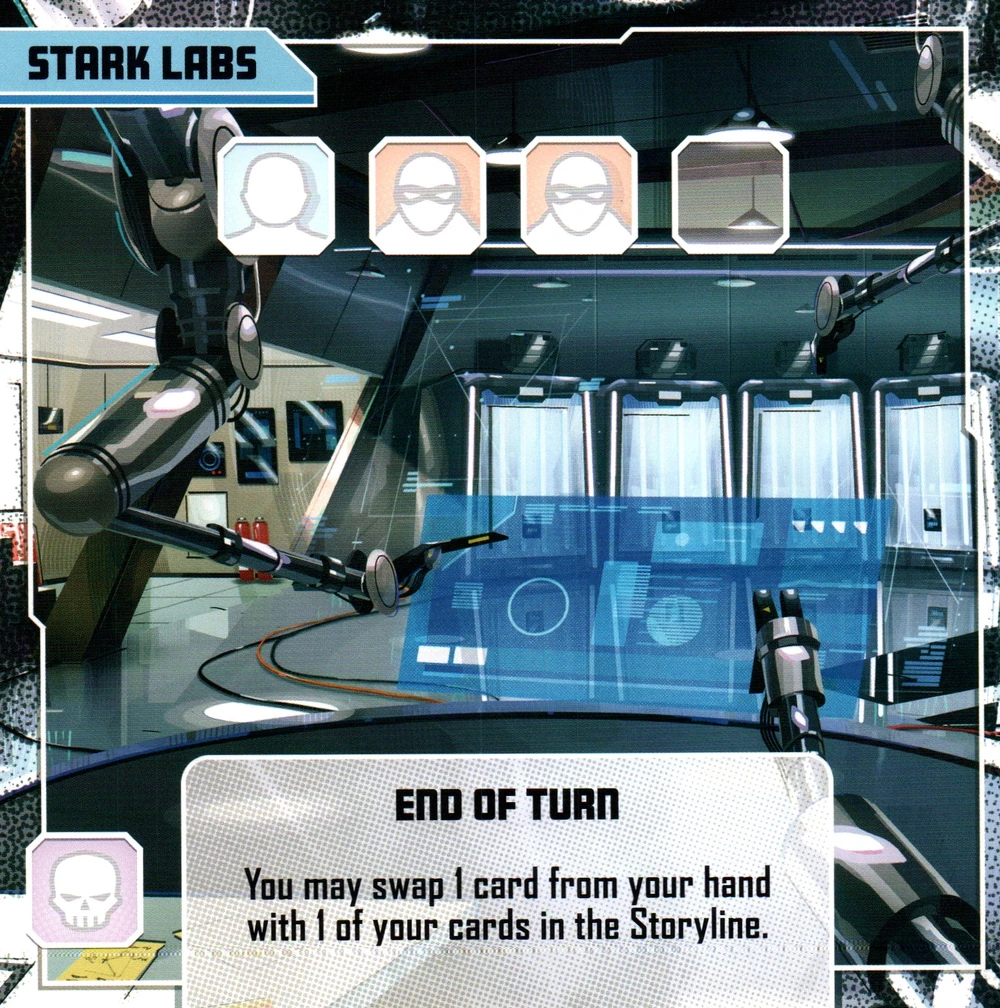 STARK LABS
END OF TURN
You may swap 1 card from your hand
with 1 of your cards in the Storyline.